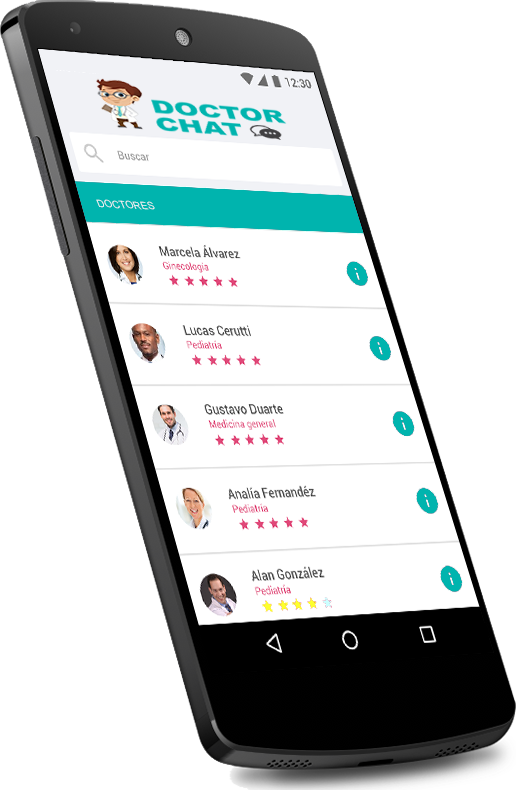 12:30
DOCTOR
CHAT
Buscar
DOCTORES
Marcela Álvarez
Ginecología
Lucas Cerutti
Pediatría
Gustavo Duarte
Medicina general
Analía Fernandéz
Pediatría
Alan González
Pediatría